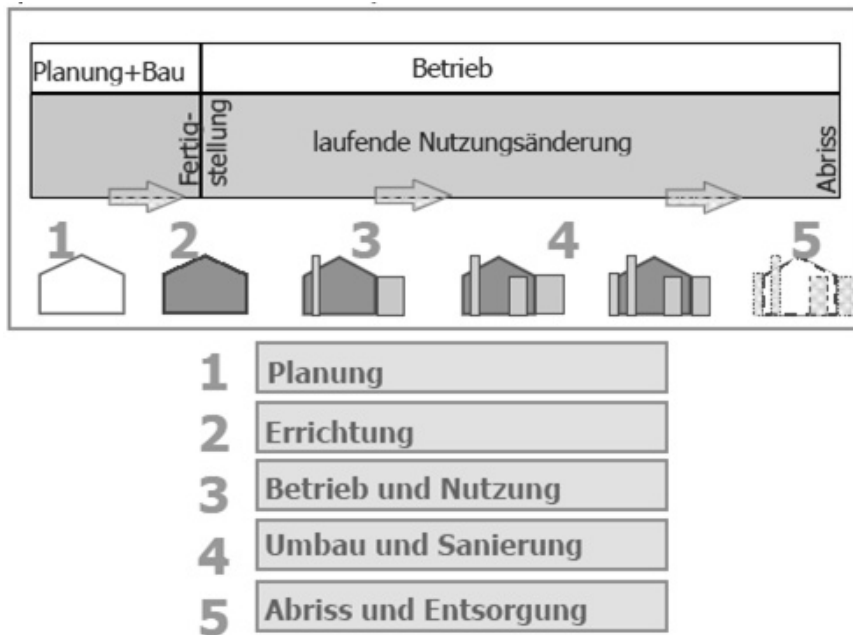 Planung+Bau
Betrieb
Fertig-
stellung
laufende Nutzungsänderung
Abriss
1
2
3
4
5
1 Planung
2 Errichtung
3 Betrieb und Nutzung
4 Umbau und Sanierung
5 Abriss und Entsorgung